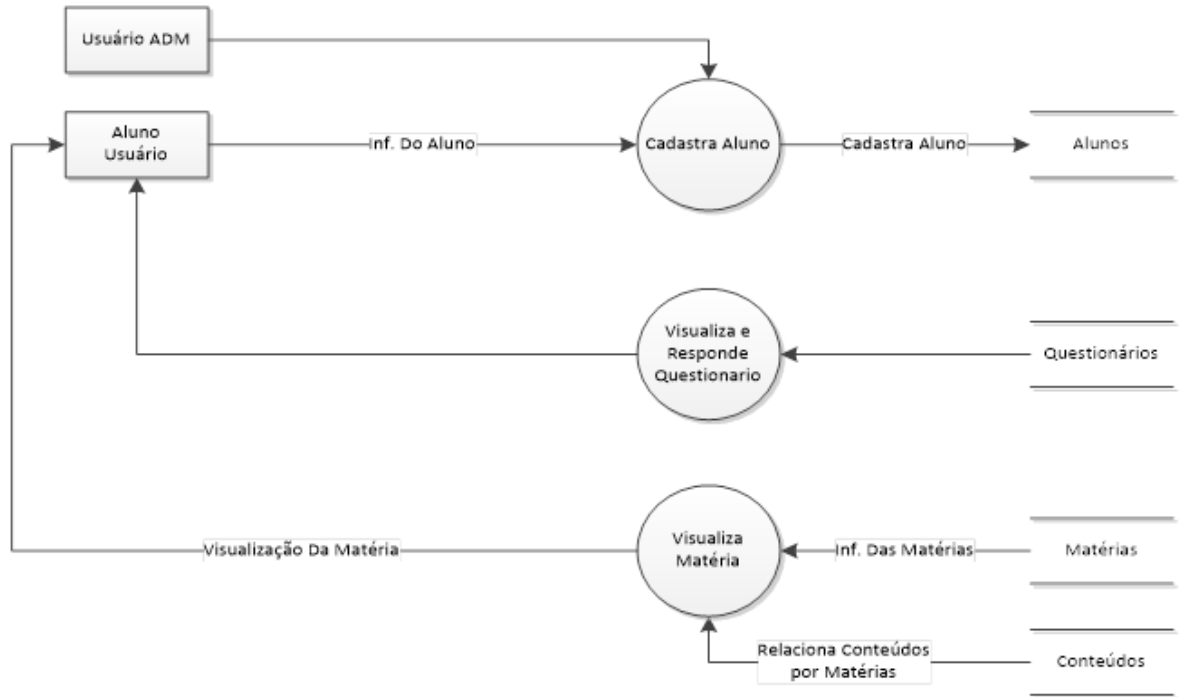 Usuário ADM
Aluno
Usuário
Inf. Do Aluno
Cadastra Aluno
Cadastra Aluno
Alunos
Visualiza e
Responde
Questionario
Questionários
Visualização Da Matéria
Visualiza
Matéria
Inf. Das Matérias
Matérias
Relaciona Conteúdos
por Matérias
Conteúdos